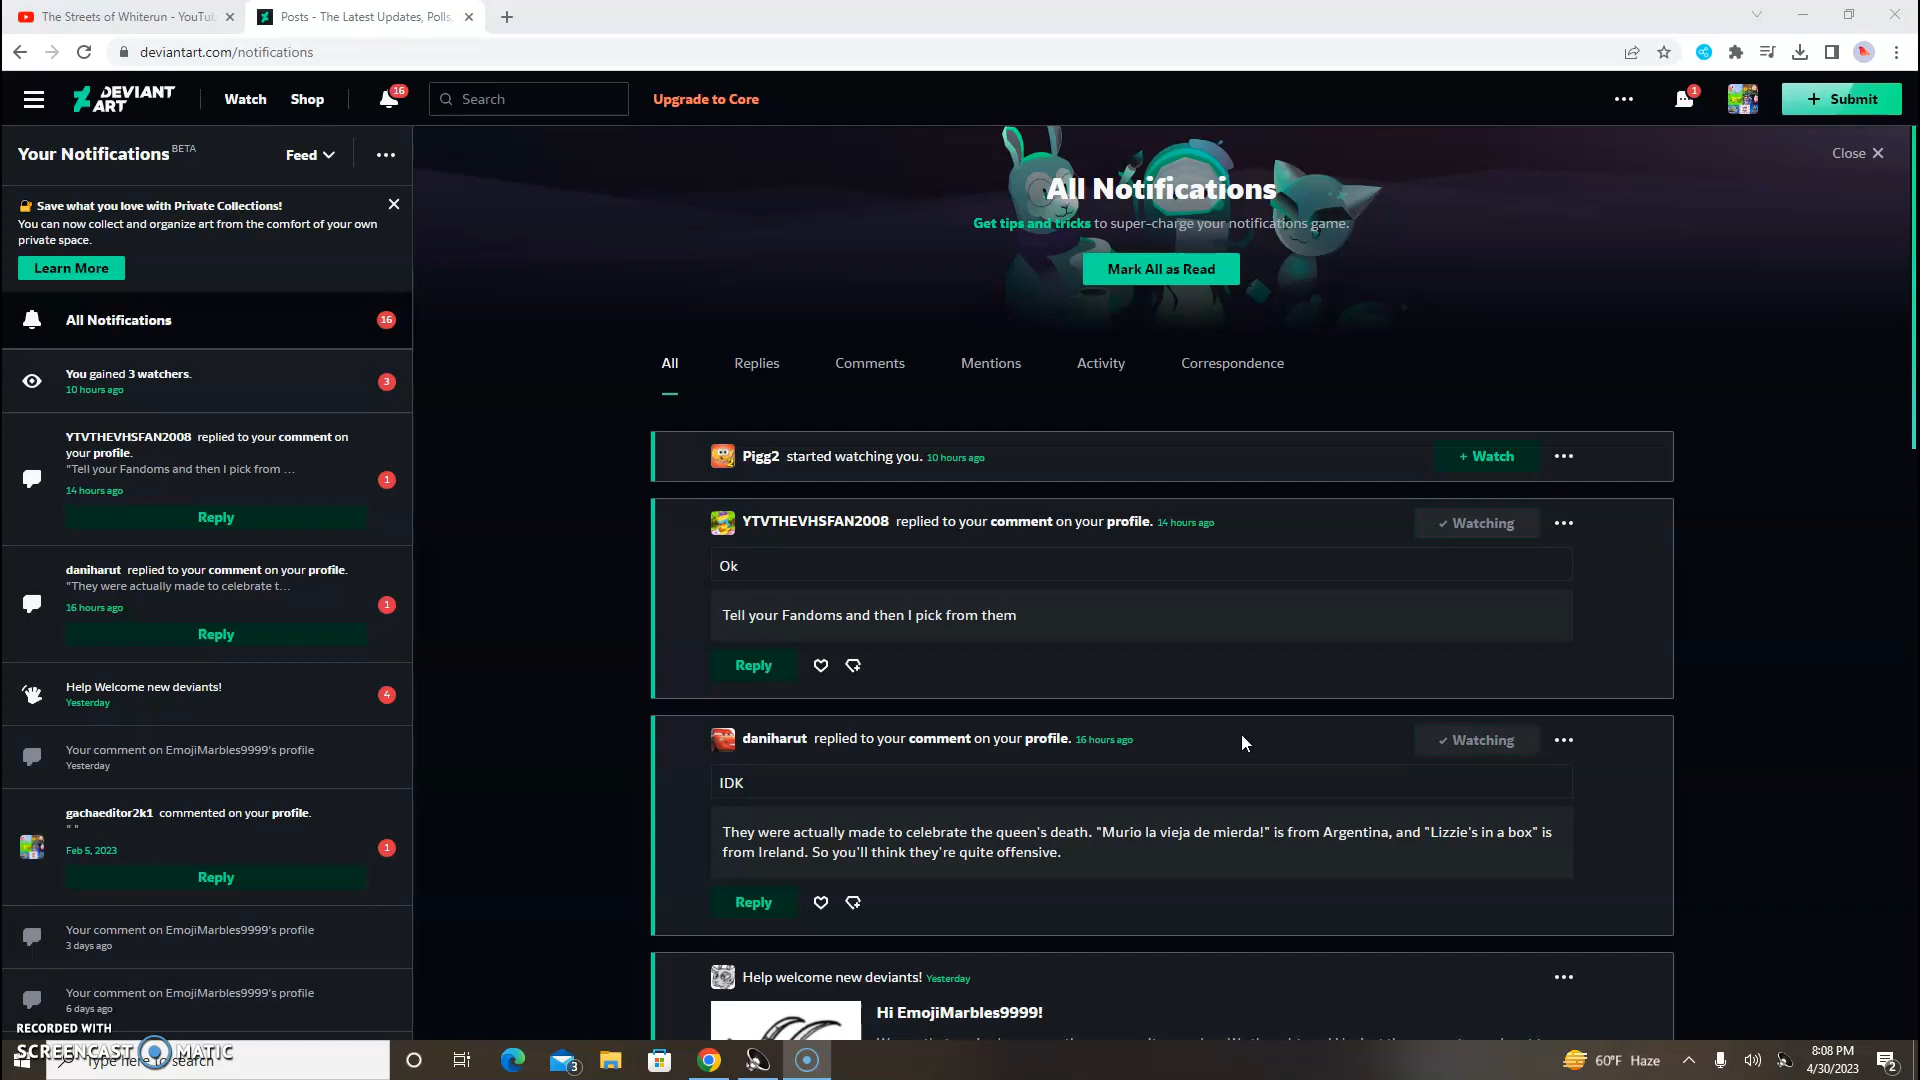 The Streets of Whiterun - YouTu
Posts - The Latest Updates, Polls,
deviantart.com/notifications
DEVIANT
ART
Watch
Shop
16
Search
Upgrade to Core
1
Submit
Your Notifications BETA
Feed
Save what you love with Private Collections!
You can now collect and organize art from the comfort of your own
private space.
Learn More
All Notifications
16
You gained 3 watchers.
10 hours ago
3
YTVTHEVHSFAN2008 replied to your comment on
your profile.
"Tell your Fandoms and then I pick from ...
14 hours ago
1
Reply
daniharut replied to your comment on your profile.
"They were actually made to celebrate t...
16 hours ago
1
Reply
Help Welcome new deviants!
Yesterday
4
Your comment on EmojiMarbles9999's profile
Yesterday
gachaeditor2k1 commented on your profile.
" "
Feb 5, 2023
1
Reply
Your comment on EmojiMarbles9999's profile
3 days ago
Your comment on EmojiMarbles9999's profile
6 days ago
Close
All Notifications
Get tips and tricks to super-charge your notifications game.
Mark All as Read
All
Replies
Comments
Mentions
Activity
Correspondence
Pigg2 started watching you. 10 hours ago
+ Watch
YTVTHEVHSFAN2008 replied to your comment on your profile. 14 hours ago
Watching
Ok
Tell your Fandoms and then I pick from them
Reply
daniharut replied to your comment on your profile. 16 hours ago
Watching
IDK
They were actually made to celebrate the queen's death. "Murio la vieja de mierda!" is from Argentina, and "Lizzie's in a box" is
from Ireland. So you'll think they're quite offensive.
Reply
Help welcome new deviants! Yesterday
Hi EmojiMarbles9999!
RECORDED WITH
SCREENCAST MATIC
Type here to search
3
60°F Haze
8:08 PM
4/30/2023
2